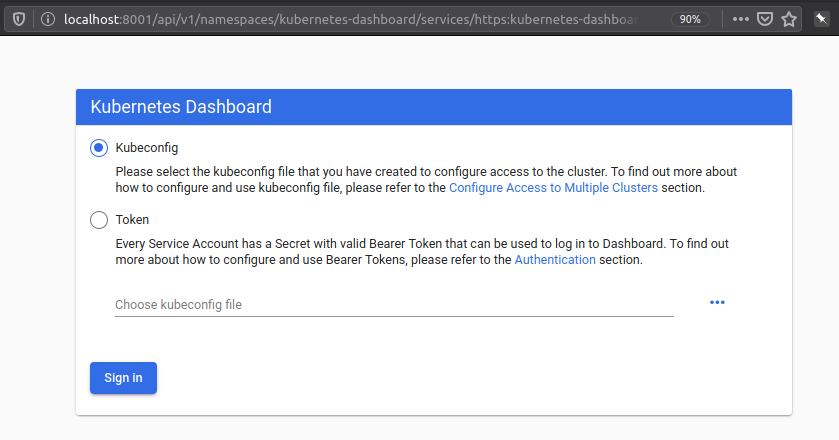 localhost:8001/api/v1/namespaces/kubernetes-dashboard/services/https:kubernetes-dashboar
90%
Kubernetes Dashboard
Kubeconfig
Please select the kubeconfig file that you have created to configure access to the cluster. To find out more about
how to configure and use kubeconfig file, please refer to the Configure Access to Multiple Clusters section.
Token
Every Service Account has a Secret with valid Bearer Token that can be used to log in to Dashboard. To find out
more about how to configure and use Bearer Tokens, please refer to the Authentication section.
Choose kubeconfig file
Sign in